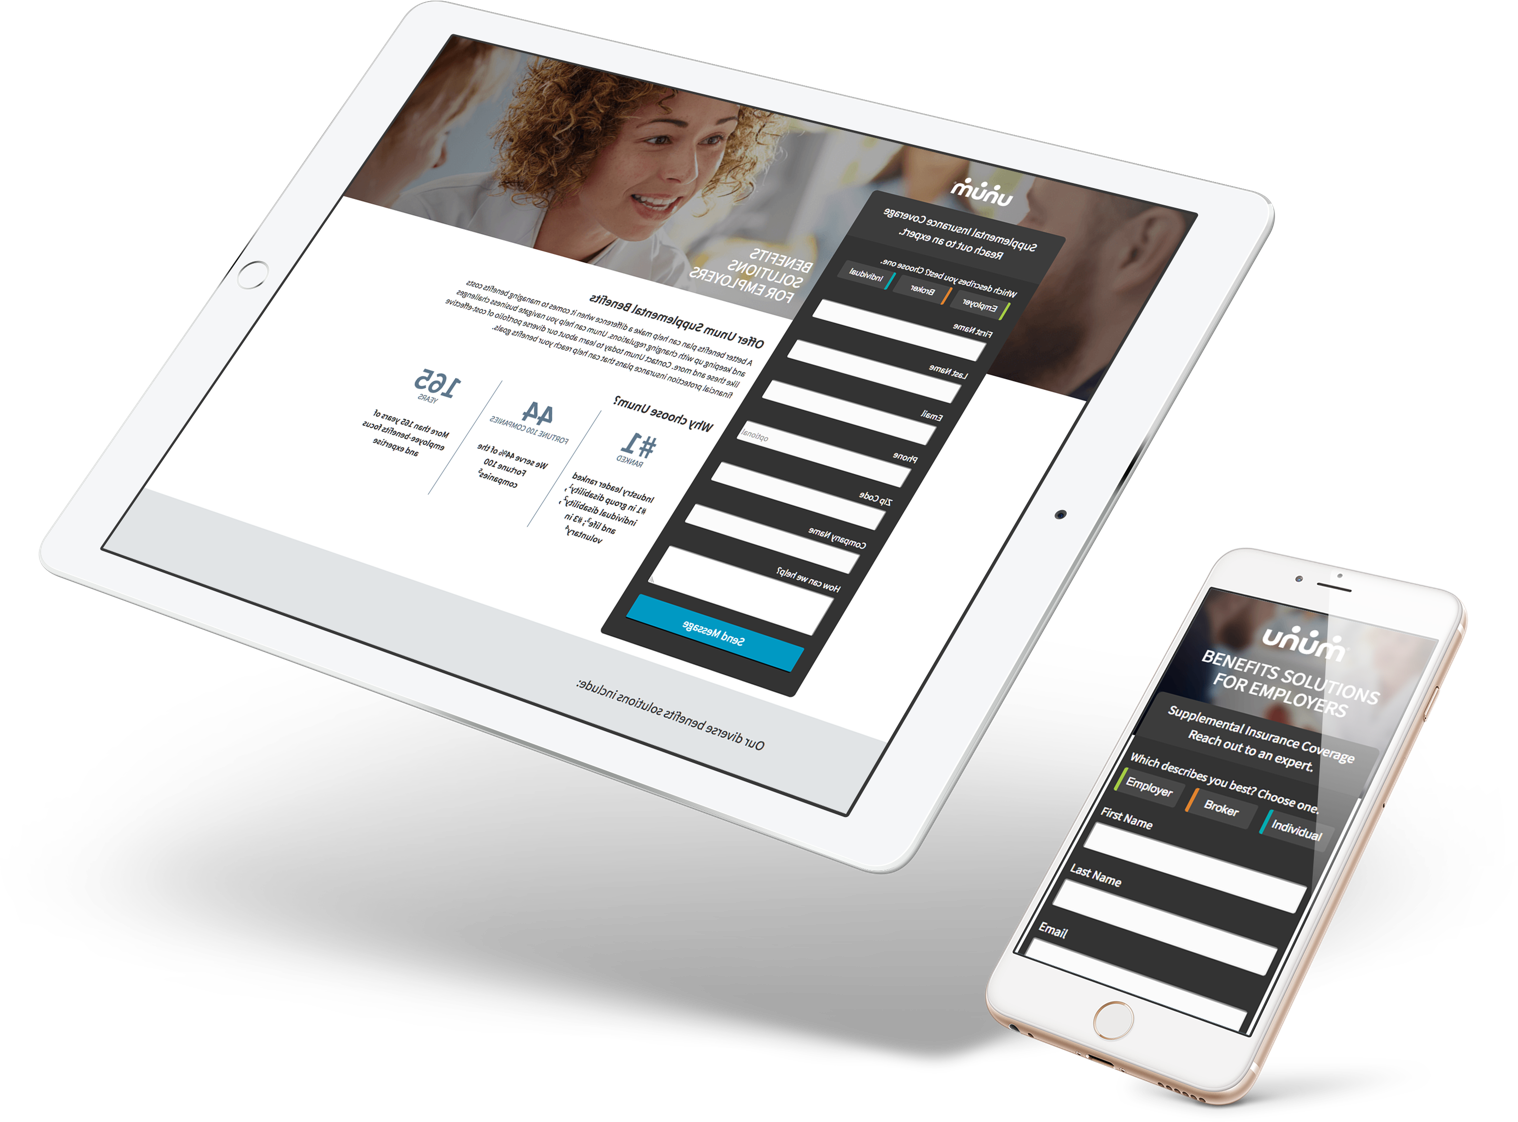 unum
Supplemental Insurance Coverage
Reach out to an expert.
Which describes you best? Choose one.
Employer
Broker
Individual
First Name
Last Name
Email
Phone
optional
Zip Code
Company Name
How can we help?
Send Message
BENEFITS
SOLUTIONS
FOR EMPLOYERS
Offer Unum Supplemental Benefits
A better benefits plan can help make a difference when it comes to managing benefits costs
and keeping up with changing regulations. Unum can help you navigate business challenges
like these and more. Contact Unum today to learn about our diverse portfolio of cost-effective
financial protection insurance plans that can help reach your benefits goals.
Why choose Unum?
#1
RANKED
Industry leader ranked
#1 in group disability¹,
individual disability²,
and life³; #3 in
voluntary⁴
44
FORTUNE 100 COMPANIES
We serve 44% of the
Fortune 100
companies⁵
165
YEARS
More than 165 years of
employee benefits focus
and expertise
Our diverse benefits solutions include:
unum
BENEFITS SOLUTIONS
FOR EMPLOYERS
Supplemental Insurance Coverage
Reach out to an expert.
Which describes you best? Choose one.
Employer
Broker
Individual
First Name
Last Name
Email